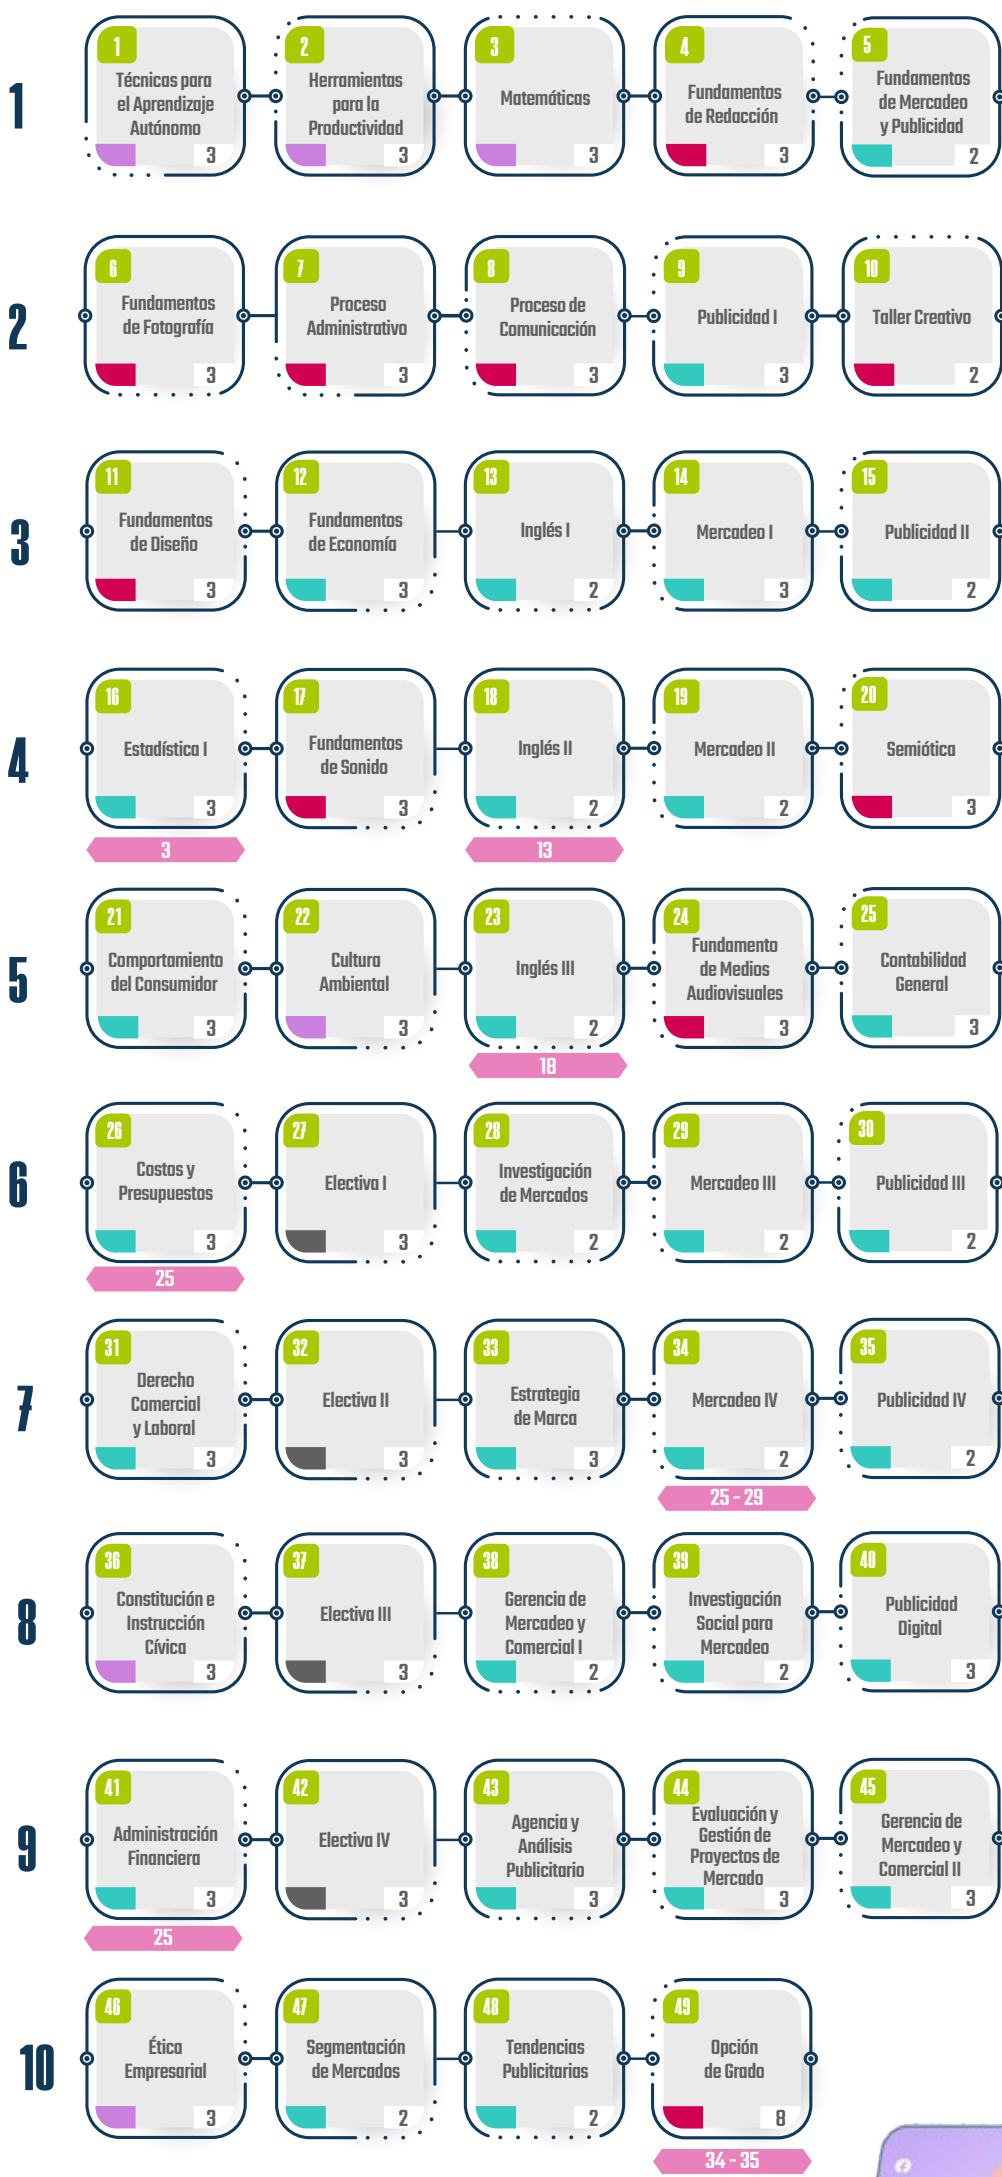 1
1
Técnicas para
el Aprendizaje
Autónomo
3
2
Herramientas
para la
Productividad
3
3
Matemáticas
3
4
Fundamentos
de Redacción
3
5
Fundamentos
de Mercadeo
y Publicidad
2
2
6
Fundamentos
de Fotografía
3
7
Proceso
Administrativo
3
8
Proceso de
Comunicación
3
9
Publicidad I
3
10
Taller Creativo
2
3
11
Fundamentos
de Diseño
3
12
Fundamentos
de Economía
3
13
Inglés I
2
14
Mercadeo I
3
15
Publicidad II
2
4
16
Estadística I
3
3
17
Fundamentos
de Sonido
3
18
Inglés II
2
13
19
Mercadeo II
2
20
Semiótica
3
5
21
Comportamiento
del Consumidor
3
22
Cultura
Ambiental
3
23
Inglés III
2
18
24
Fundamento
de Medios
Audiovisuales
3
25
Contabilidad
General
3
6
26
Costos y
Presupuestos
3
25
27
Electiva I
3
28
Investigación
de Mercados
2
29
Mercadeo III
2
30
Publicidad III
2
7
31
Derecho
Comercial
y Laboral
3
32
Electiva II
3
33
Estrategia
de Marca
3
34
Mercadeo IV
2
25 - 29
35
Publicidad IV
2
8
36
Constitución e
Instrucción
Cívica
3
37
Electiva III
3
38
Gerencia de
Mercadeo y
Comercial I
2
39
Investigación
Social para
Mercadeo
2
40
Publicidad
Digital
3
9
41
Administración
Financiera
3
25
42
Electiva IV
3
43
Agencia y
Análisis
Publicitario
3
44
Evaluación y
Gestión de
Proyectos de
Mercado
3
45
Gerencia de
Mercadeo y
Comercial II
3
10
46
Ética
Empresarial
3
47
Segmentación
de Mercados
2
48
Tendencias
Publicitarias
2
49
Opción
de Grado
8
34 - 35